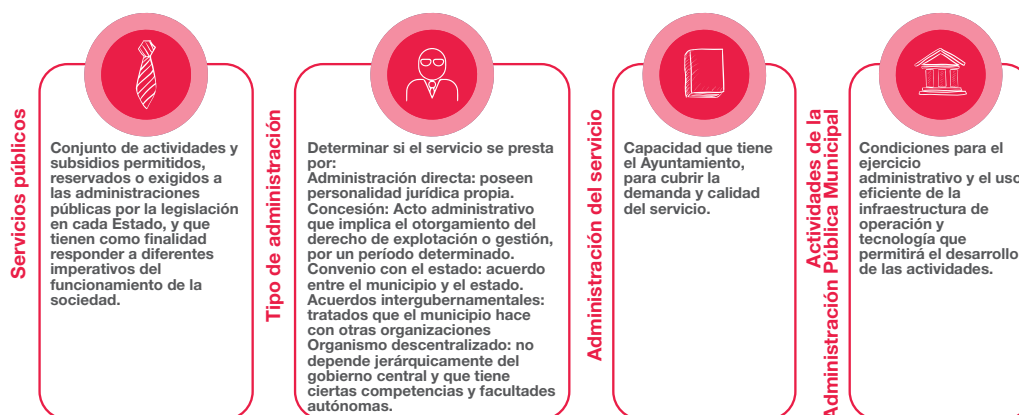 Servicios públicos
Conjunto de actividades y
subsidios permitidos,
reservados o exigidos a
las administraciones
públicas por la legislación
en cada Estado, y que
tienen como finalidad
responder a diferentes
imperativos del
funcionamiento de la
sociedad.
Tipo de administración
Determinar si el servicio se presta
por:
Administración directa: poseen
personalidad jurídica propia.
Concesión: Acto administrativo
que implica el otorgamiento del
derecho de explotación o gestión,
por un período determinado.
Convenio con el estado: acuerdo
entre el municipio y el estado.
Acuerdos intergubernamentales:
tratados que el municipio hace
con otras organizaciones
Organismo descentralizado: no
depende jerárquicamente del
gobierno central y que tiene
ciertas competencias y facultades
autónomas.
Administración del servicio
Capacidad que tiene
el Ayuntamiento,
para cubrir la
demanda y calidad
del servicio.
Actividades de la
Administración Pública Municipal
Condiciones para el
ejercicio
administrativo y el uso
eficiente de la
infraestructura de
operación y
tecnología que
permitirá el desarrollo
de las actividades.